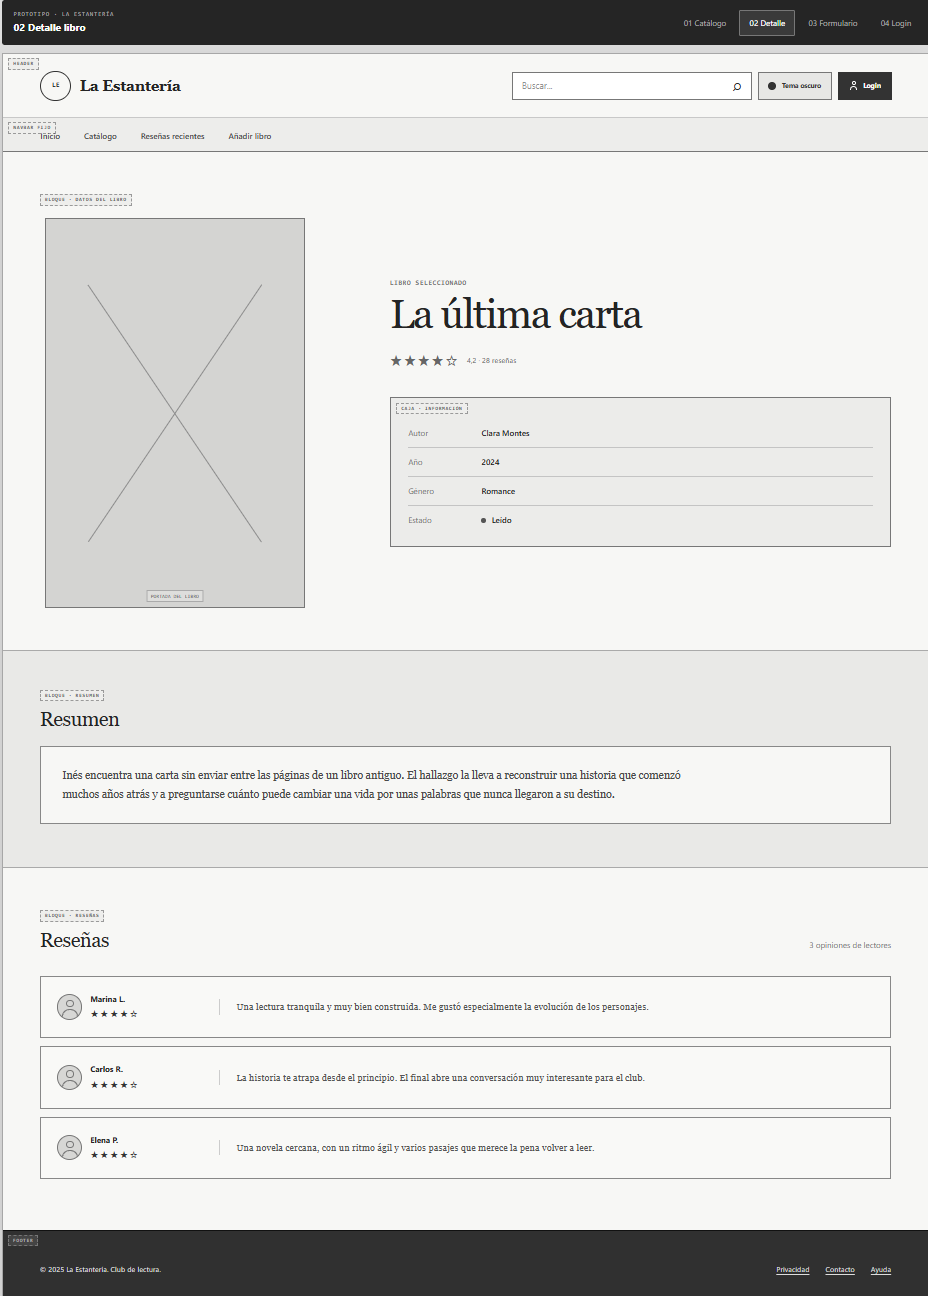 PROTOTIPO · LA ESTANTERÍA
02 Detalle libro
01 Catálogo
02 Detalle
03 Formulario
04 Login
HEADER
LE
La Estantería
Buscar...
Tema oscuro
Login
NAVBAR FIJO
Inicio
Catálogo
Reseñas recientes
Añadir libro
BLOQUE · DATOS DEL LIBRO
PORTADA DEL LIBRO
LIBRO SELECCIONADO
La última carta
★★★★☆ 4,2 · 28 reseñas
CAJA · INFORMACIÓN
Autor Clara Montes
Año 2024
Género Romance
Estado Leído
BLOQUE · RESUMEN
Resumen
Inés encuentra una carta sin enviar entre las páginas de un libro antiguo. El hallazgo la lleva a reconstruir una historia que comenzó
muchos años atrás y a preguntarse cuánto puede cambiar una vida por unas palabras que nunca llegaron a su destino.
BLOQUE · RESEÑAS
Reseñas
3 opiniones de lectores
Marina L.
★★★★☆
Una lectura tranquila y muy bien construida. Me gustó especialmente la evolución de los personajes.
Carlos R.
★★★★☆
La historia te atrapa desde el principio. El final abre una conversación muy interesante para el club.
Elena P.
★★★★☆
Una novela cercana, con un ritmo ágil y varios pasajes que merece la pena volver a leer.
FOOTER
© 2025 La Estantería. Club de lectura.
Privacidad
Contacto
Ayuda